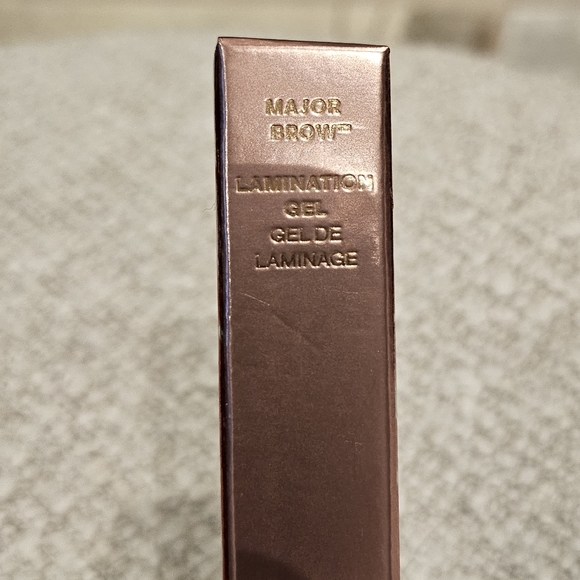 MAJOR
BROW™
LAMINATION
GEL
GEL DE
LAMINAGE